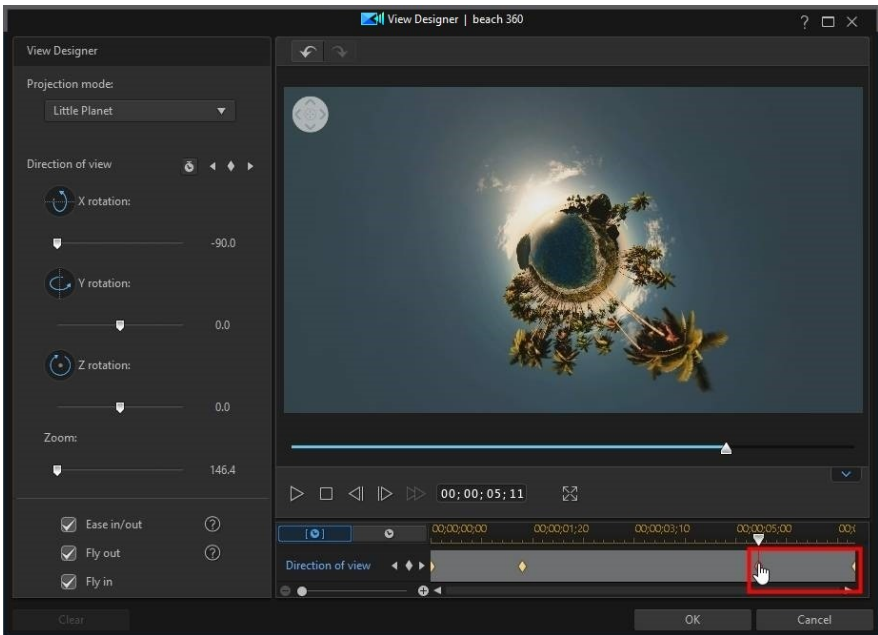 View Designer | beach 360
View Designer
Projection mode:
Little Planet
Direction of view
X rotation:
-90.0
Y rotation:
0.0
Z rotation:
0.0
Zoom:
146.4
Ease in/out
Fly out
Fly in
Clear
00;00;05;11
00;00;00;00
00;00;01;20
00;00;03;10
00;00;05;00
Direction of view
OK
Cancel